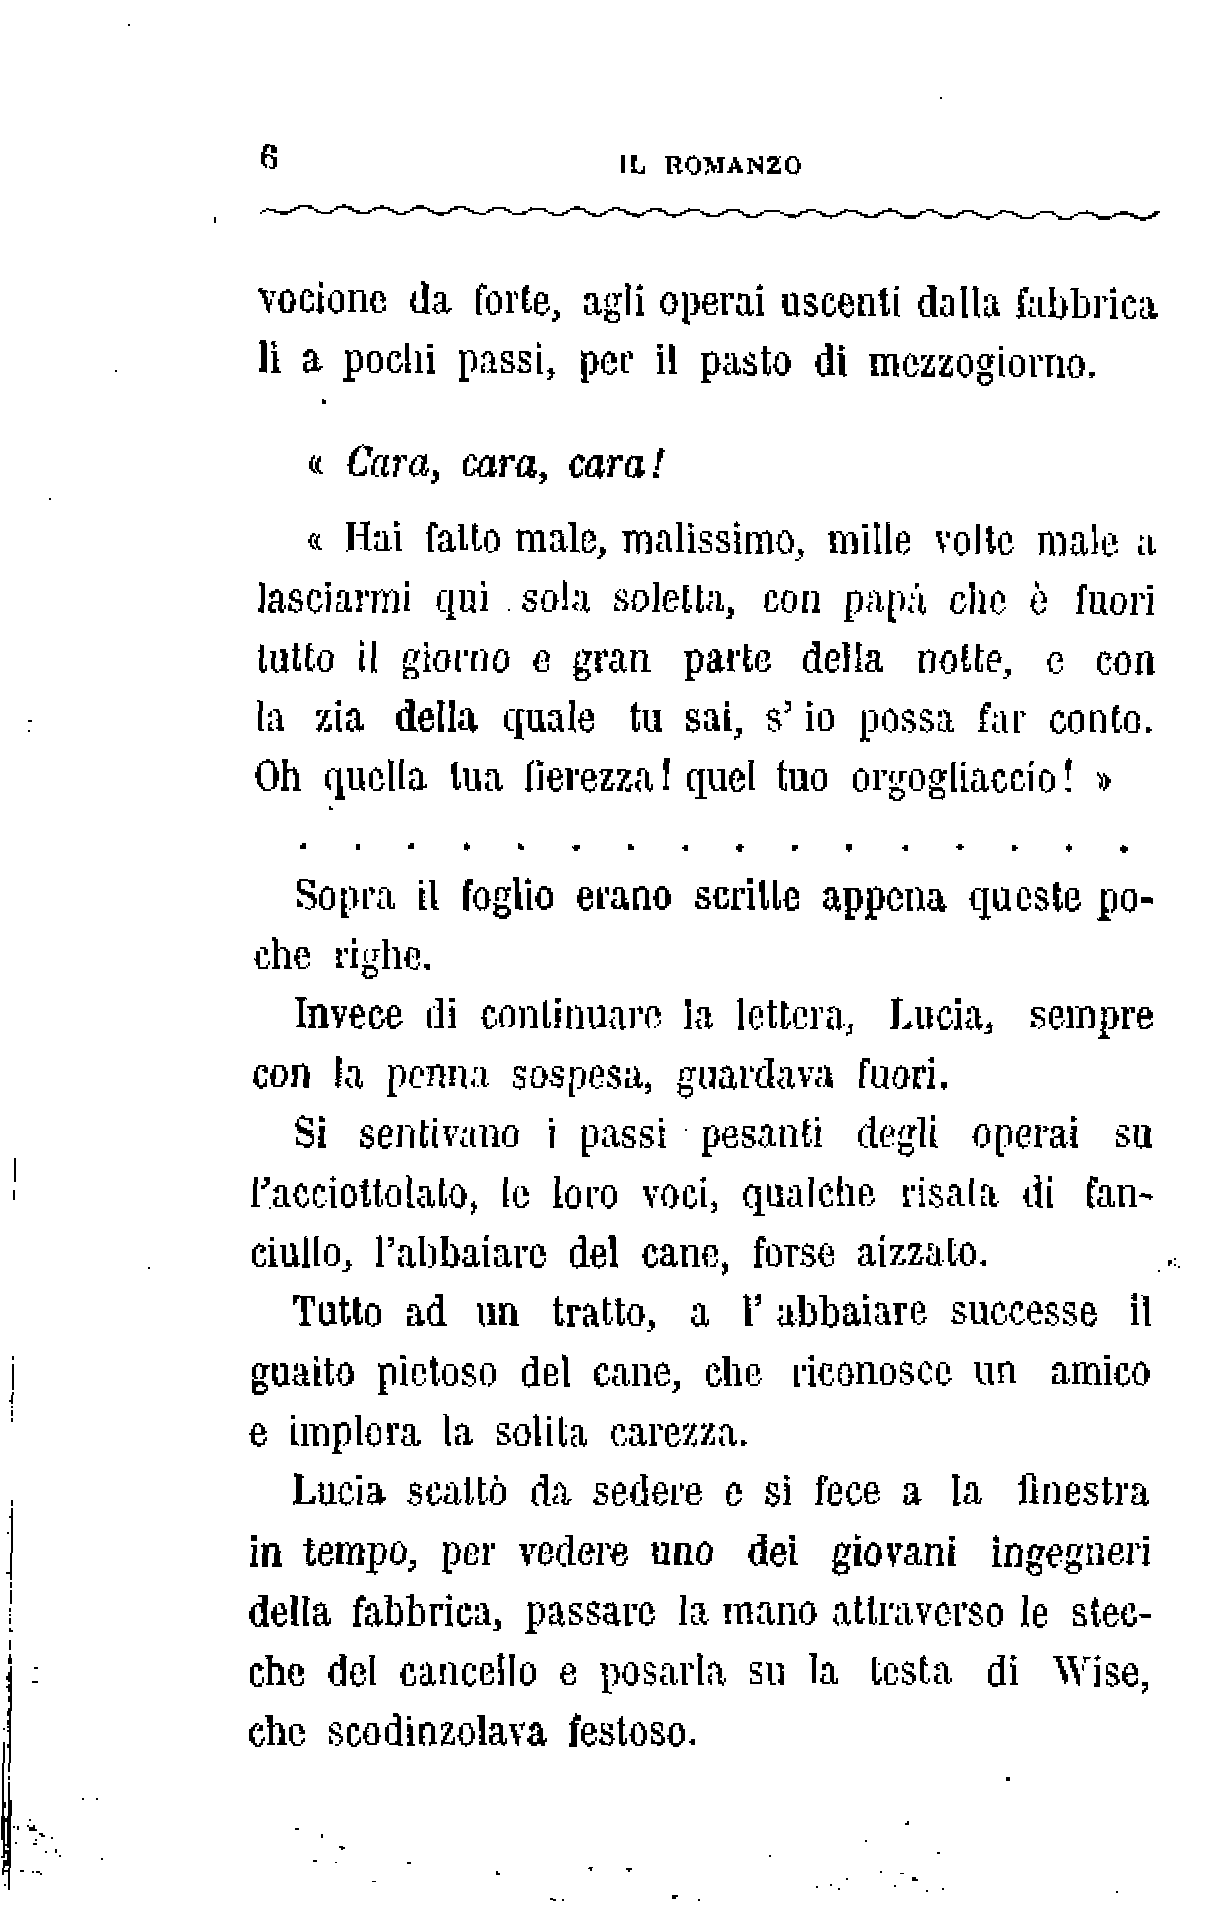 6 IL ROMANZO
vocione da forte, agli operai uscenti dalla fabbrica
lì a pochi passi, per il pasto di mezzogiorno.
« Cara, cara, cara!
« Hai fatto male, malissimo, mille volte male a
lasciarmi qui sola soletta, con papà che è fuori
tutto il giorno e gran parte della notte, e con
la zia della quale tu sai, s' io possa far conto.
Oh quella tua fierezza! quel tuo orgogliaccio! »
. . . . . . . . . . . . . . . .
Sopra il foglio erano scritte appena queste po-
che righe.
Invece di continuare la lettera, Lucia, sempre
con la penna sospesa, guardava fuori.
Si sentivano i passi pesanti degli operai su
l'acciottolato, le loro voci, qualche risata di fan-
ciullo, l'abbaiare del cane, forse aizzato.
Tutto ad un tratto, a l' abbaiare successe il
guaito pietoso del cane, che riconosce un amico
e implora la solita carezza.
Lucia scattò da sedere e si fece a la finestra
in tempo, per vedere uno dei giovani ingegneri
della fabbrica, passare la mano attraverso le stec-
che del cancello e posarla su la testa di Wise,
che scodinzolava festoso.